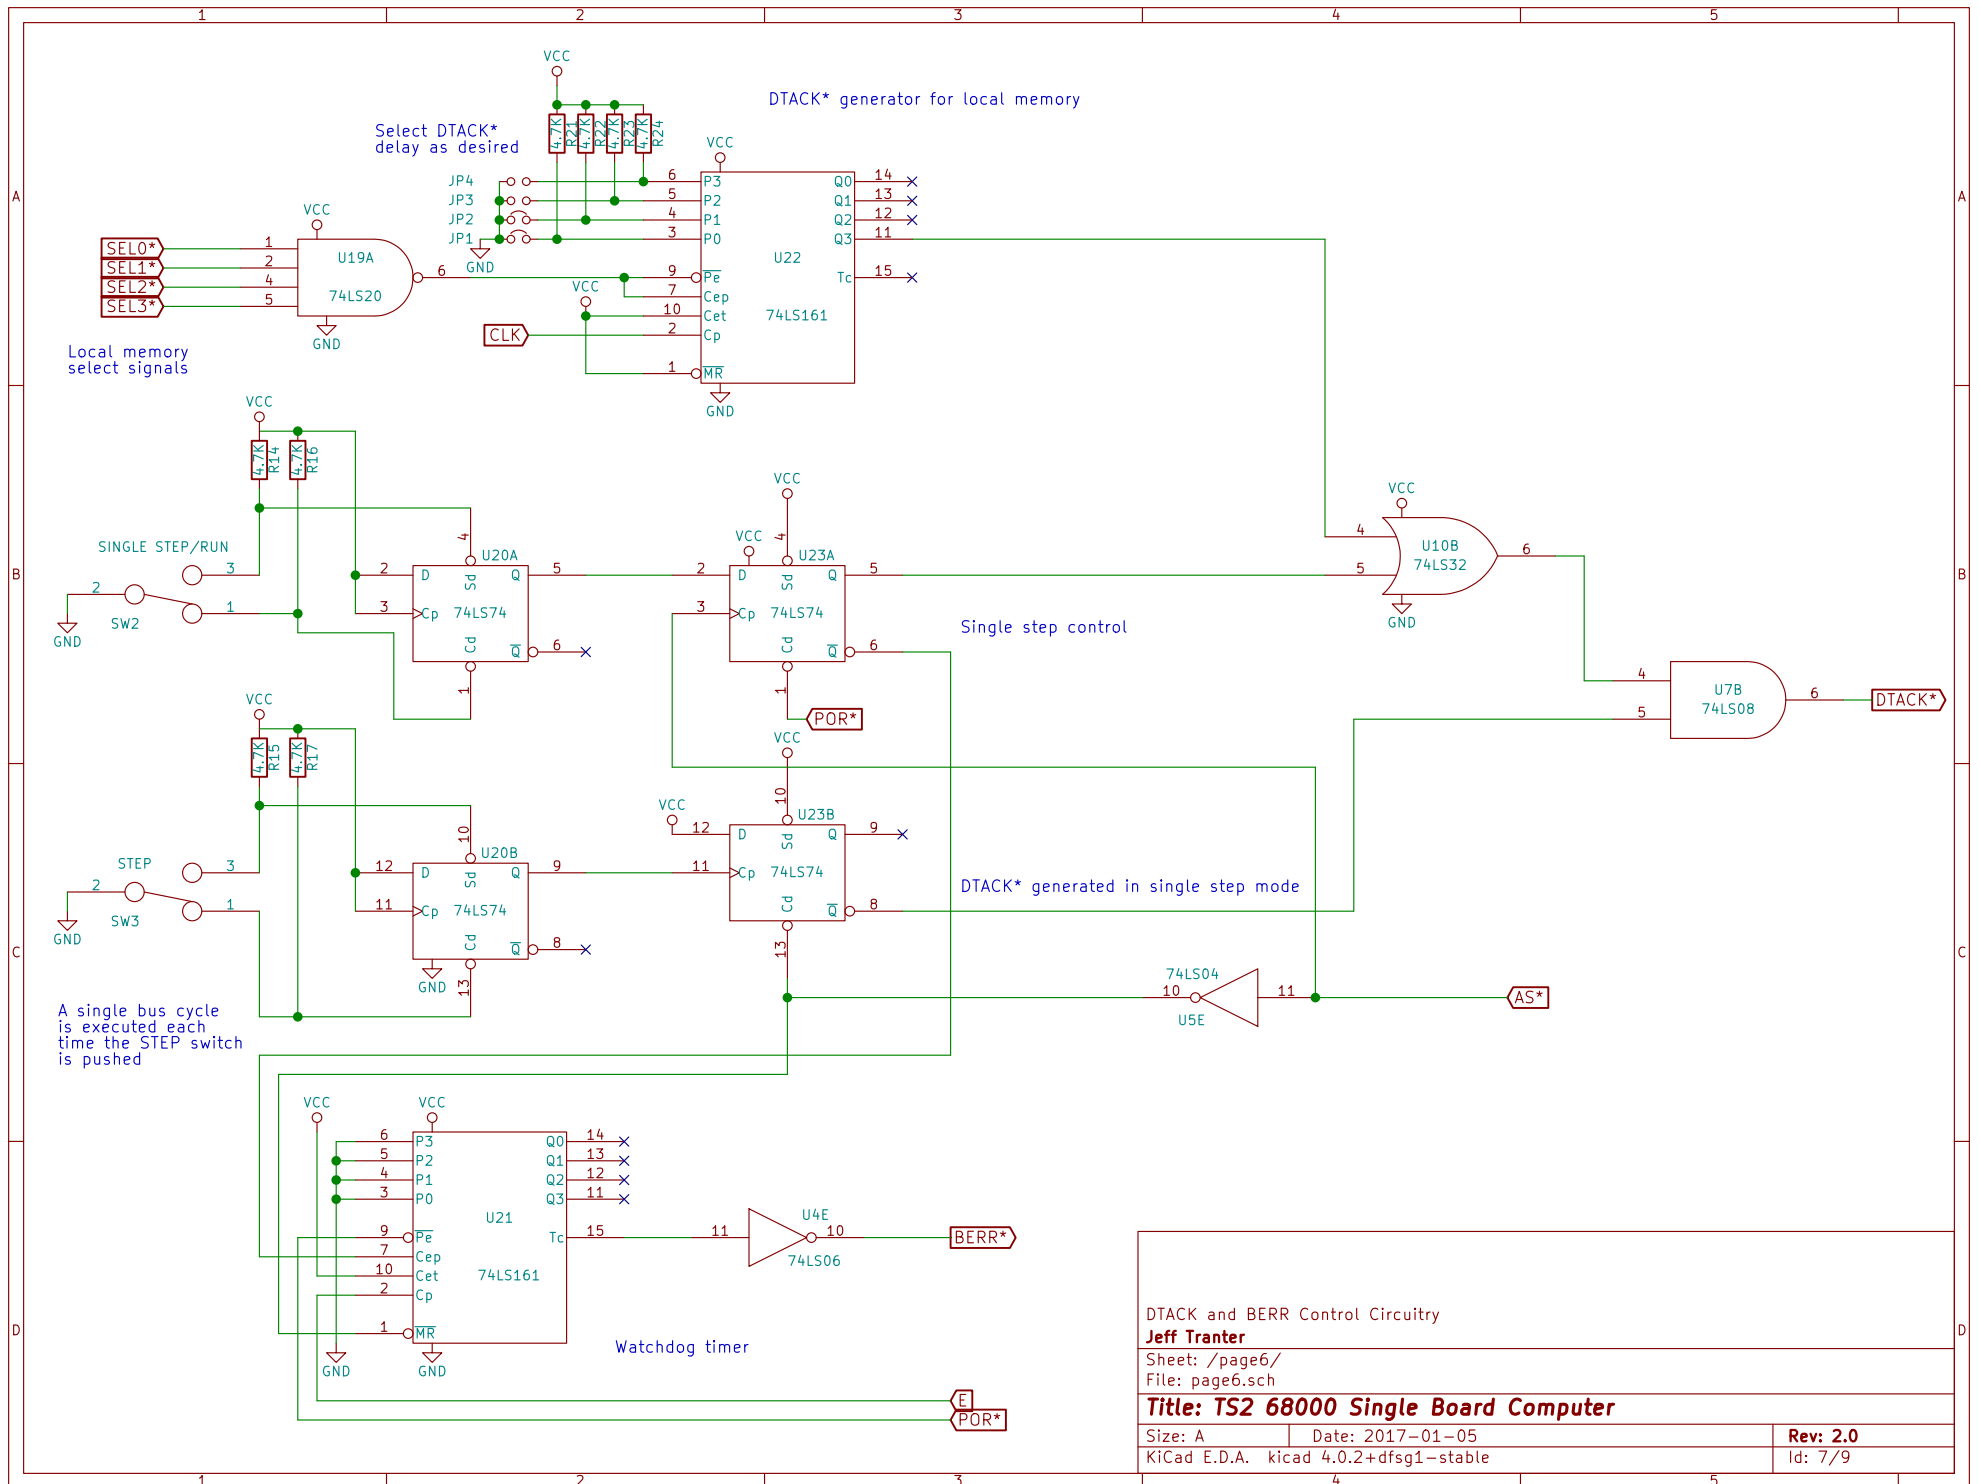 1 2 3 4 5
A
B
C
D
A
B
C
D
1 2 3 4 5
VCC
DTACK* generator for local memory
Select DTACK*
delay as desired
4.7K R21 4.7K R22 4.7K R23 4.7K R24
VCC
JP4 6 P3 Q0 14
JP3 5 P2 Q1 13
JP2 4 P1 Q2 12
JP1 3 P0 Q3 11
GND
U22
9 Pe Tc 15
7 Cep
10 Cet 74LS161
2 Cp
1 MR
GND
VCC
CLK
VCC
SEL0* 1
SEL1* 2
SEL2* 4
SEL3* 5
U19A
74LS20
6
GND
Local memory
select signals
VCC
4.7K R14 4.7K R16
SINGLE STEP/RUN
3
2
1
SW2
GND
4
U20A
2 D Sd Q 5
3 Cp 74LS74
Cd Q 6
1
VCC
VCC
4
U23A
2 D Sd Q 5
3 Cp 74LS74
Cd Q 6
1
POR*
Single step control
VCC
4
5
U10B
74LS32
6
GND
4
5
U7B
74LS08
6
DTACK*
VCC
4.7K R15 4.7K R17
STEP
3
2
1
SW3
GND
10
U20B
12 D Sd Q 9
11 Cp 74LS74
Cd Q 8
GND
13
VCC
VCC
10
U23B
12 D Sd Q 9
11 Cp 74LS74
Cd Q 8
13
DTACK* generated in single step mode
74LS04
10 11
U5E
AS*
A single bus cycle
is executed each
time the STEP switch
is pushed
VCC VCC
6 P3 Q0 14
5 P2 Q1 13
4 P1 Q2 12
3 P0 Q3 11
U21
9 Pe Tc 15
7 Cep
10 Cet 74LS161
2 Cp
1 MR
GND GND
11
U4E
10
74LS06
BERR*
Watchdog timer
E
POR*
DTACK and BERR Control Circuitry
Jeff Tranter
Sheet: /page6/
File: page6.sch
Title: TS2 68000 Single Board Computer
Size: A Date: 2017-01-05 Rev: 2.0
KiCad E.D.A. kicad 4.0.2+dfsg1-stable Id: 7/9